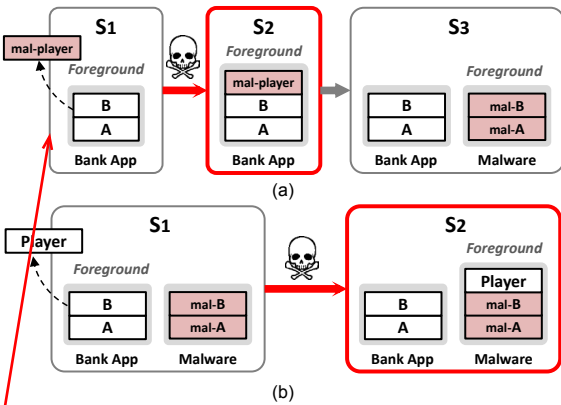 S1
S2
S3
mal-player
Foreground
Foreground
Foreground
mal-player
B
A
B
A
B
A
mal-B
mal-A
Bank App
Bank App
Bank App
Malware
(a)
S1
S2
Player
Foreground
Foreground
B
A
mal-B
mal-A
B
A
Player
mal-B
mal-A
Bank App
Malware
Bank App
Malware
(b)